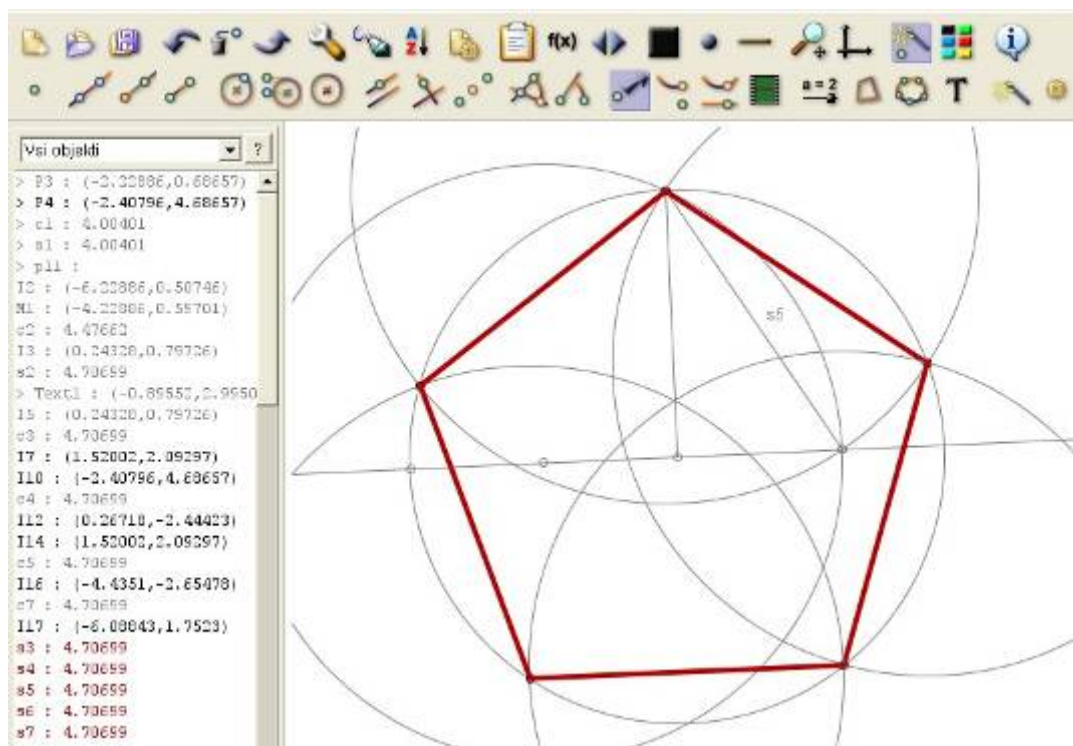 A
Z
f(x)
a = 2
T
Vsi objekti
?
> P3 : (-2.22886,0.68657)
> P4 : (-2.40796,4.68657)
> c1 : 4.00401
> s1 : 4.00401
> pl1 :
I2 : (-6.22886,0.50746)
M1 : (-4.22886,0.59701)
c2 : 4.47662
I3 : (0.24328,0.79726)
s2 : 4.70699
> Text1 : (-0.89552,2.9950
I5 : (0.24328,0.79726)
c3 : 4.70699
I7 : (1.52002,2.09297)
I10 : (-2.40796,4.68657)
c4 : 4.70699
I12 : (0.26718,-2.44423)
I14 : (1.52002,2.09297)
c5 : 4.70699
I16 : (-4.4351,-2.65478)
c7 : 4.70699
I17 : (-6.08843,1.7523)
s3 : 4.70699
s4 : 4.70699
s5 : 4.70699
s6 : 4.70699
s7 : 4.70699
s5